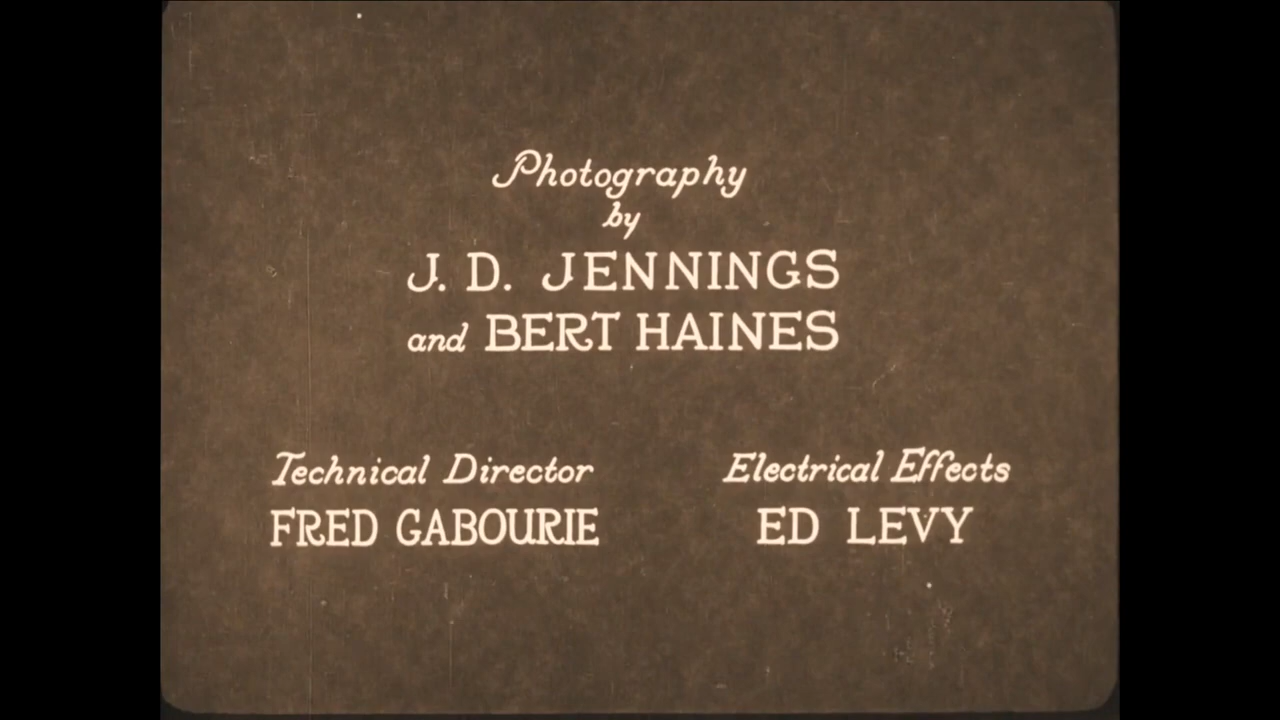 Photography
by
J. D. JENNINGS
and BERT HAINES
Technical Director
FRED GABOURIE
Electrical Effects
ED LEVY